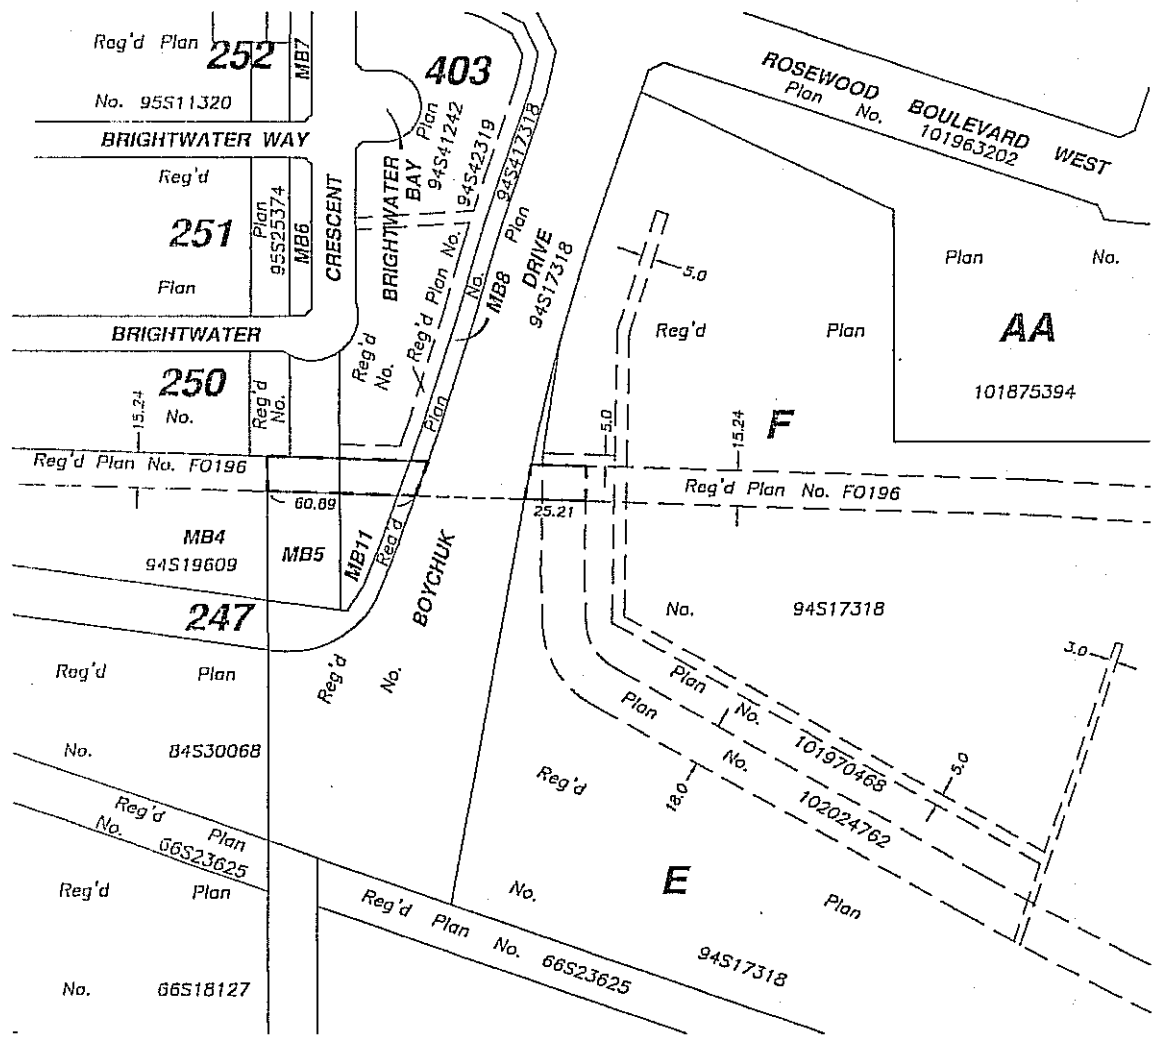 Reg'd Plan
252
MB7
No. 95S11320
BRIGHTWATER WAY
Reg'd
251
Plan
Plan
95S25374
MB6
CRESCENT
BRIGHTWATER
250
No.
Reg'd
No.
15.24
403
Plan
94S41242
94S42319
94S417318
BRIGHTWATER
BAY
Reg'd
No.
Reg'd Plan No.
Plan
No.
Plan
MB8
DRIVE
94S17318
ROSEWOOD BOULEVARD WEST
Plan No. 101963202
5.0
Reg'd Plan
Plan No.
AA
101875394
F
5.0
15.24
Reg'd Plan No. F0196
60.89
25.21
Reg'd Plan No. F0196
MB4
94S19609
MB5
MB11
Reg'd
BOYCHUK
247
No. 94S17318
Reg'd Plan
Reg'd
No.
No. 84S30068
3.0
Plan No.
101970468
5.0
Plan No.
102024762
18.0
Reg'd
Reg'd Plan
No. 66S23625
E
No.
Plan
94S17318
Reg'd Plan
No. 66S18127
Reg'd Plan No. 66S23625